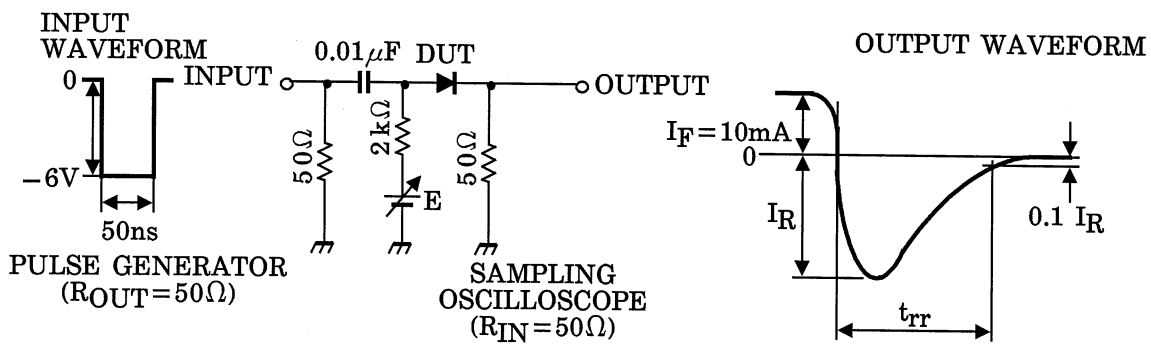 INPUT
WAVEFORM
0
−6V
50ns
PULSE GENERATOR
(ROUT=50Ω)
INPUT
0.01μF
DUT
OUTPUT
50Ω
2kΩ
E
50Ω
SAMPLING
OSCILLOSCOPE
(RIN=50Ω)
OUTPUT WAVEFORM
IF=10mA
0
IR
0.1 IR
trr